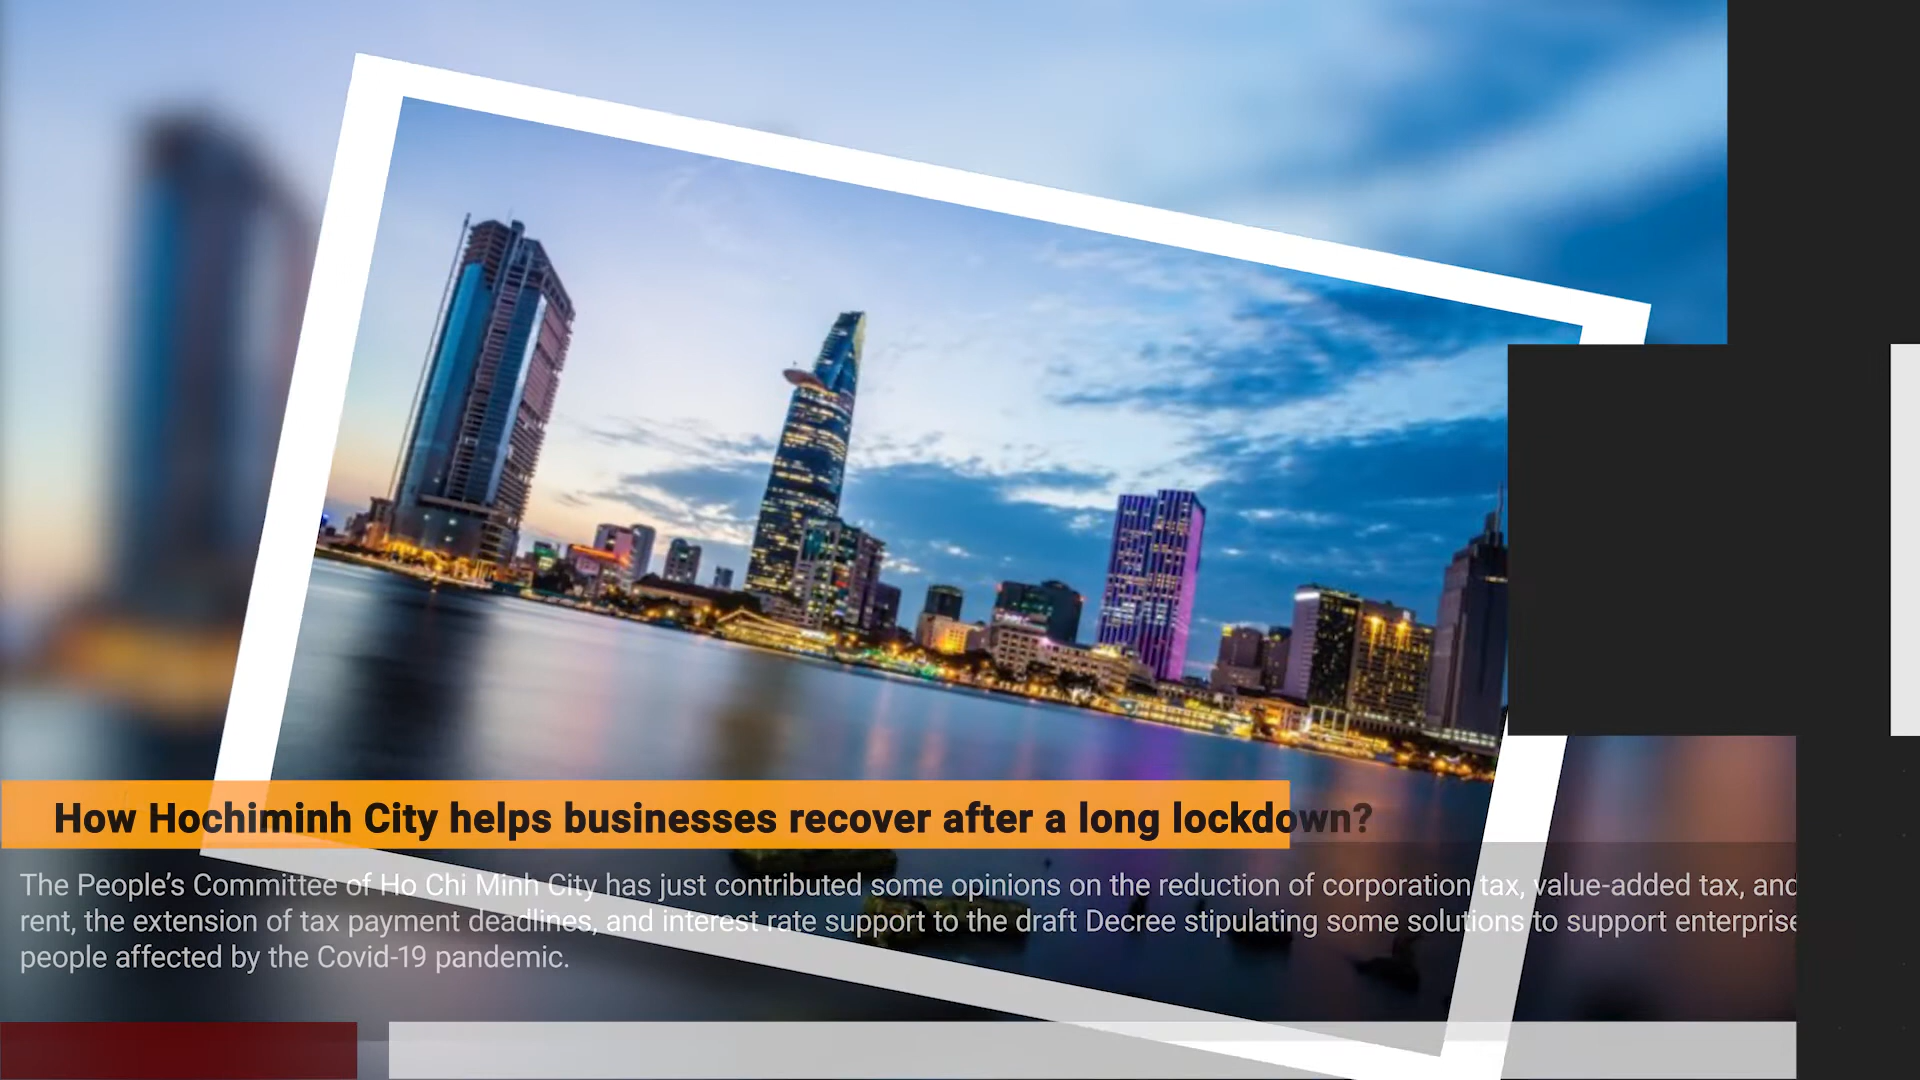 How Hochiminh City helps businesses recover after a long lockdown?
The People’s Committee of Ho Chi Minh City has just contributed some opinions on the reduction of corporation tax, value-added tax, and
rent, the extension of tax payment deadlines, and interest rate support to the draft Decree stipulating some solutions to support enterprise
people affected by the Covid-19 pandemic.